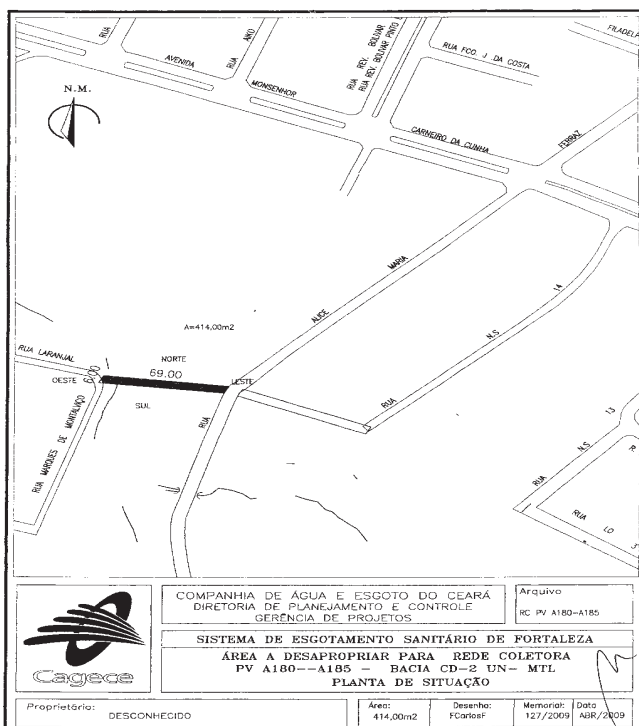 FILADELF
RUA
RUA AIKO
RUA REV. BOLIVAR
RUA REV. BOLIVAR PINTO
RUA FCO. J .DA COSTA
AVENIDA
MONSENHOR
CARNEIRO DA CUNHA
FERRAZ
N.M.
MARIA
ALICE
RUA
14
N.S
RUA
A=414,00m2
RUA LARANJAL
NORTE
6.00
69.00
OESTE
LESTE
SUL
RUA MARQUES DE MONTALVIÇO
13
N.S
RUA
RUA LO
R
Cagece
COMPANHIA DE ÁGUA E ESGOTO DO CEARÁ
DIRETORIA DE PLANEJAMENTO E CONTROLE
GERÊNCIA DE PROJETOS
Arquivo
RC PV A180-A185
SISTEMA DE ESGOTAMENTO SANITÁRIO DE FORTALEZA
ÁREA A DESAPROPRIAR PARA REDE COLETORA
PV A180--A185 - BACIA CD-2 UN- MTL
PLANTA DE SITUAÇÃO
Proprietário:
DESCONHECIDO
Área:
414,00m2
Desenho:
FCarlosF
Memorial:
127/2009
Data
ABR/2009